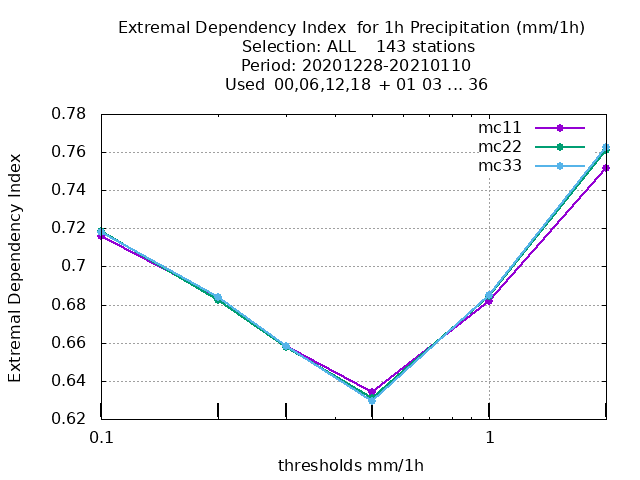 Extremal Dependency Index  for 1h Precipitation (mm/1h)
Selection: ALL    143 stations
Period: 20201228-20210110
Used  00,06,12,18  + 01 03 ... 36
mc11
mc22
mc33
Extremal Dependency Index
0.78
0.76
0.74
0.72
0.7
0.68
0.66
0.64
0.62
0.1
1
thresholds mm/1h